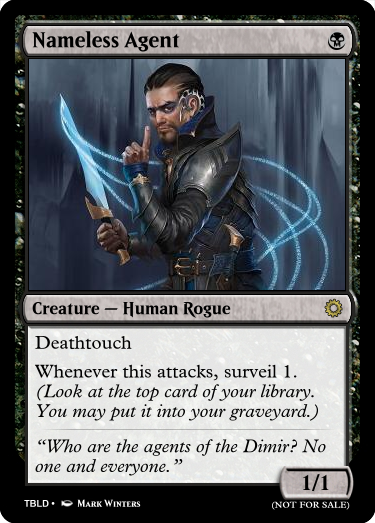 Nameless Agent
Creature — Human Rogue
Deathtouch
Whenever this attacks, surveil 1.
(Look at the top card of your library.
You may put it into your graveyard.)
“Who are the agents of the Dimir? No
one and everyone.”
1/1
TBLD • Mark Winters
(NOT FOR SALE)